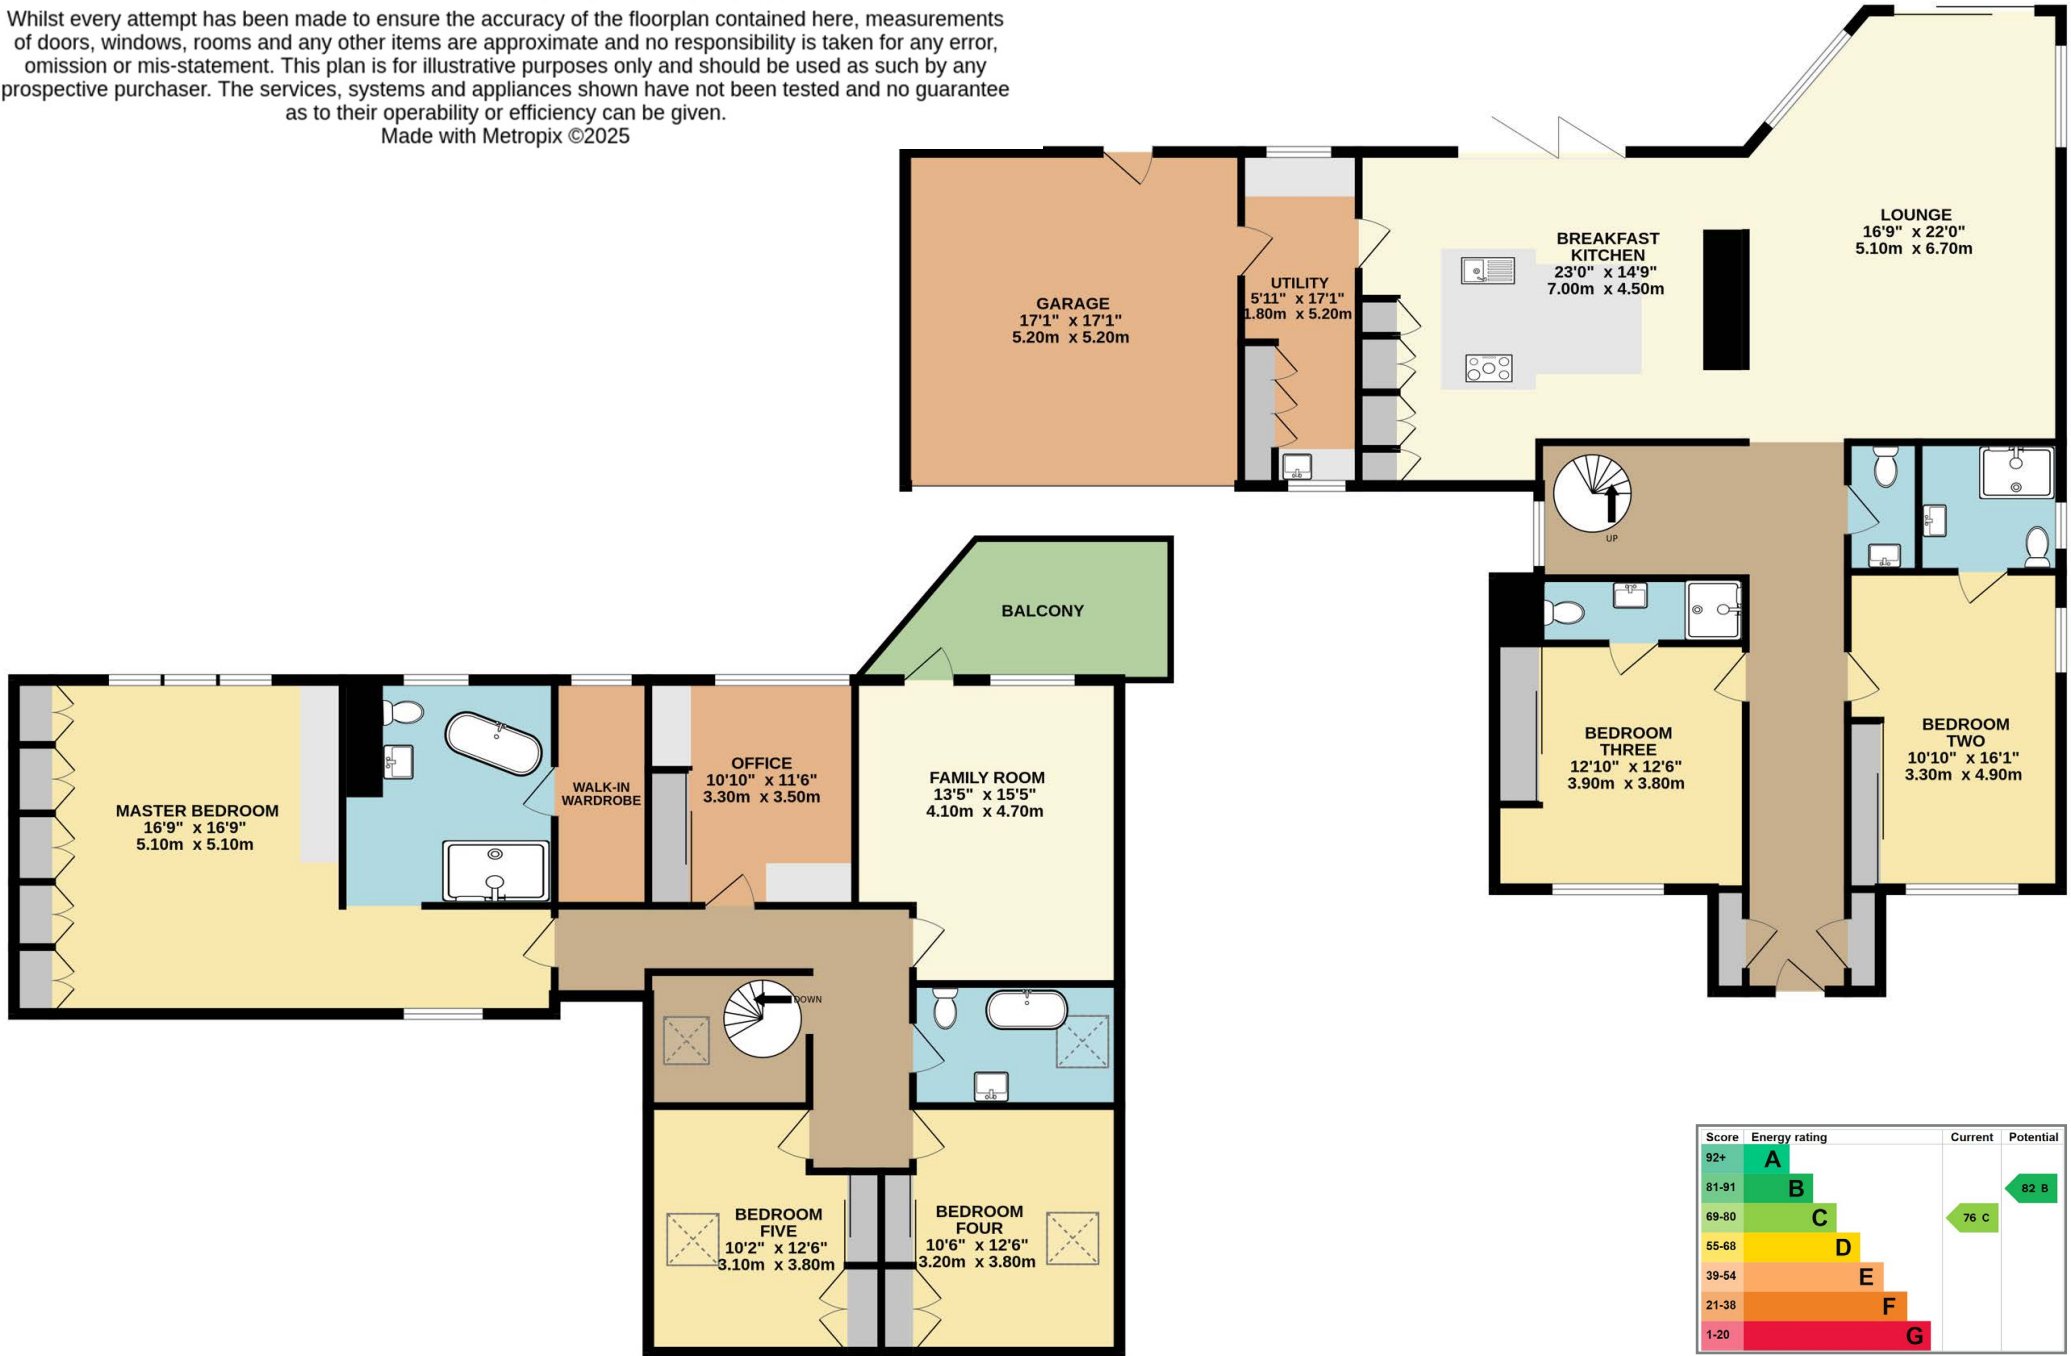 Whilst every attempt has been made to ensure the accuracy of the floorplan contained here, measurements
of doors, windows, rooms and any other items are approximate and no responsibility is taken for any error,
omission or mis-statement. This plan is for illustrative purposes only and should be used as such by any
prospective purchaser. The services, systems and appliances shown have not been tested and no guarantee
as to their operability or efficiency can be given.
Made with Metropix ©2025
LOUNGE
16'9" x 22'0"
5.10m x 6.70m
BREAKFAST
KITCHEN
23'0" x 14'9"
7.00m x 4.50m
UTILITY
5'11" x 17'1"
1.80m x 5.20m
GARAGE
17'1" x 17'1"
5.20m x 5.20m
UP
BEDROOM
THREE
12'10" x 12'6"
3.90m x 3.80m
BEDROOM
TWO
10'10" x 16'1"
3.30m x 4.90m
BALCONY
MASTER BEDROOM
16'9" x 16'9"
5.10m x 5.10m
WALK-IN
WARDROBE
OFFICE
10'10" x 11'6"
3.30m x 3.50m
FAMILY ROOM
13'5" x 15'5"
4.10m x 4.70m
DOWN
BEDROOM
FIVE
10'2" x 12'6"
3.10m x 3.80m
BEDROOM
FOUR
10'6" x 12'6"
3.20m x 3.80m
Score Energy rating Current Potential
92+ A
81-91 B 82 B
69-80 C 76 C
55-68 D
39-54 E
21-38 F
1-20 G